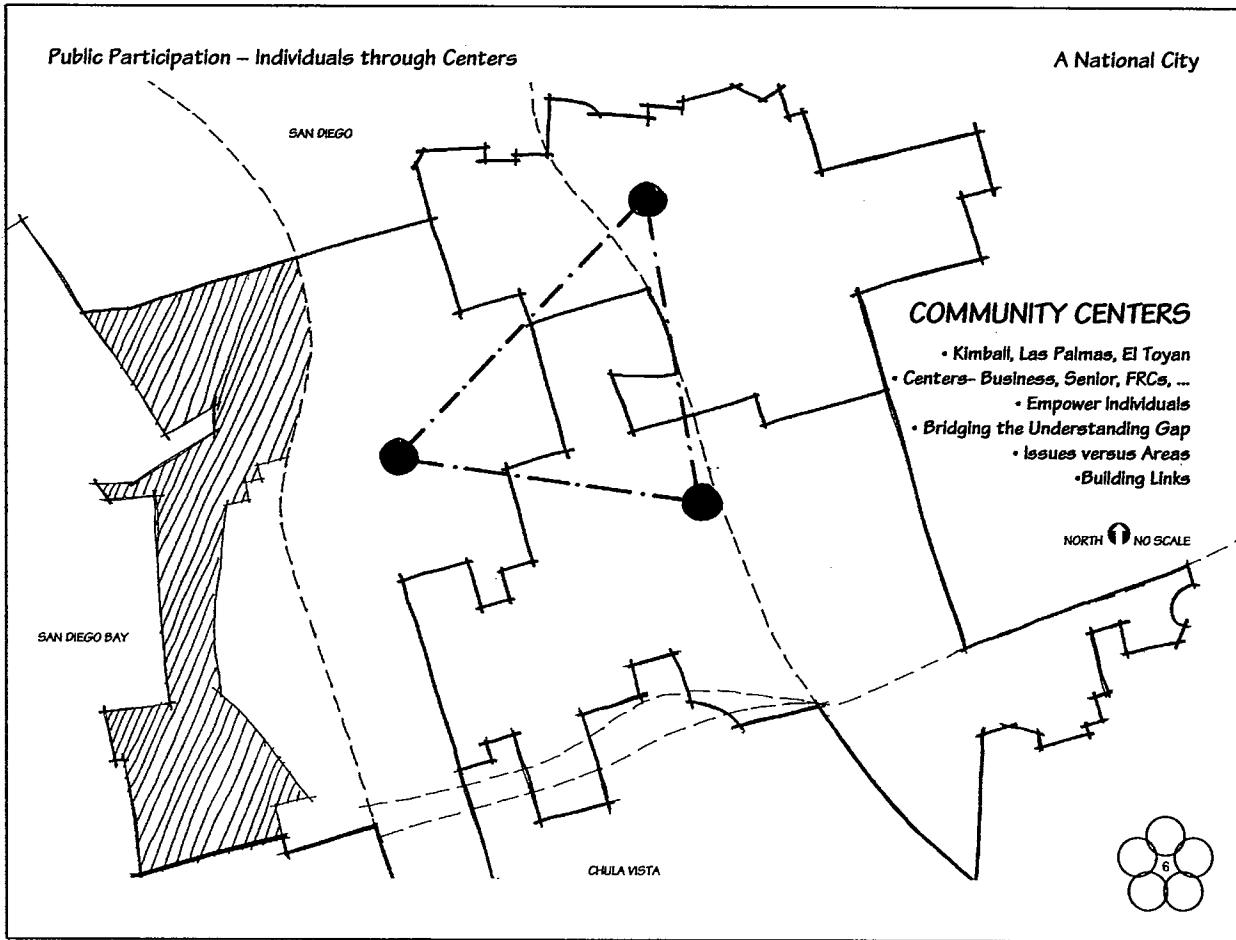 Public Participation – Individuals through Centers
A National City
SAN DIEGO
COMMUNITY CENTERS
• Kimball, Las Palmas, El Toyan
• Centers- Business, Senior, FRCs, ...
• Empower Individuals
• Bridging the Understanding Gap
• Issues versus Areas
•Building Links
NORTH NO SCALE
SAN DIEGO BAY
CHULA VISTA
6